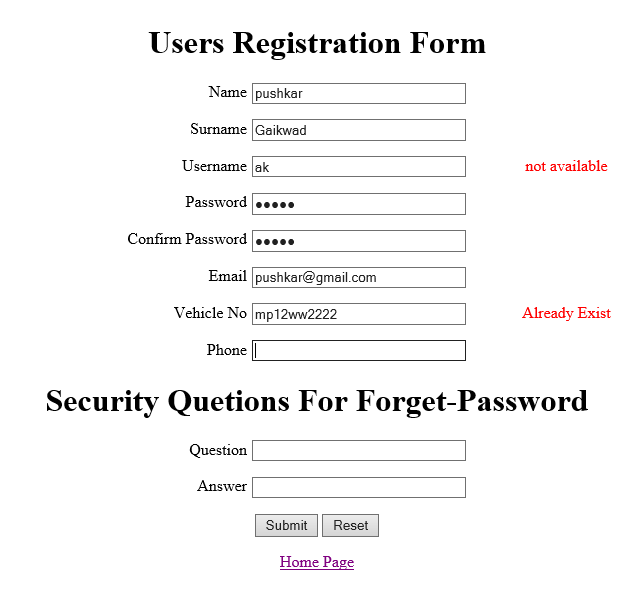 Users Registration Form
Name pushkar
Surname Gaikwad
Username ak not available
Password •••••
Confirm Password •••••
Email pushkar@gmail.com
Vehicle No mp12ww2222 Already Exist
Phone
Security Quetions For Forget-Password
Question
Answer
Submit Reset
Home Page